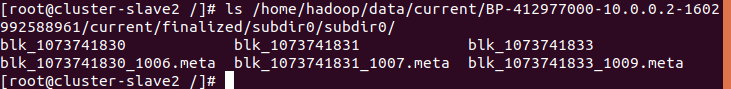 [root@cluster-slave2 /]# ls /home/hadoop/data/current/BP-412977000-10.0.0.2-1602
992588961/current/finalized/subdir0/subdir0/
blk_1073741830 blk_1073741831 blk_1073741833
blk_1073741830_1006.meta blk_1073741831_1007.meta blk_1073741833_1009.meta
[root@cluster-slave2 /]#